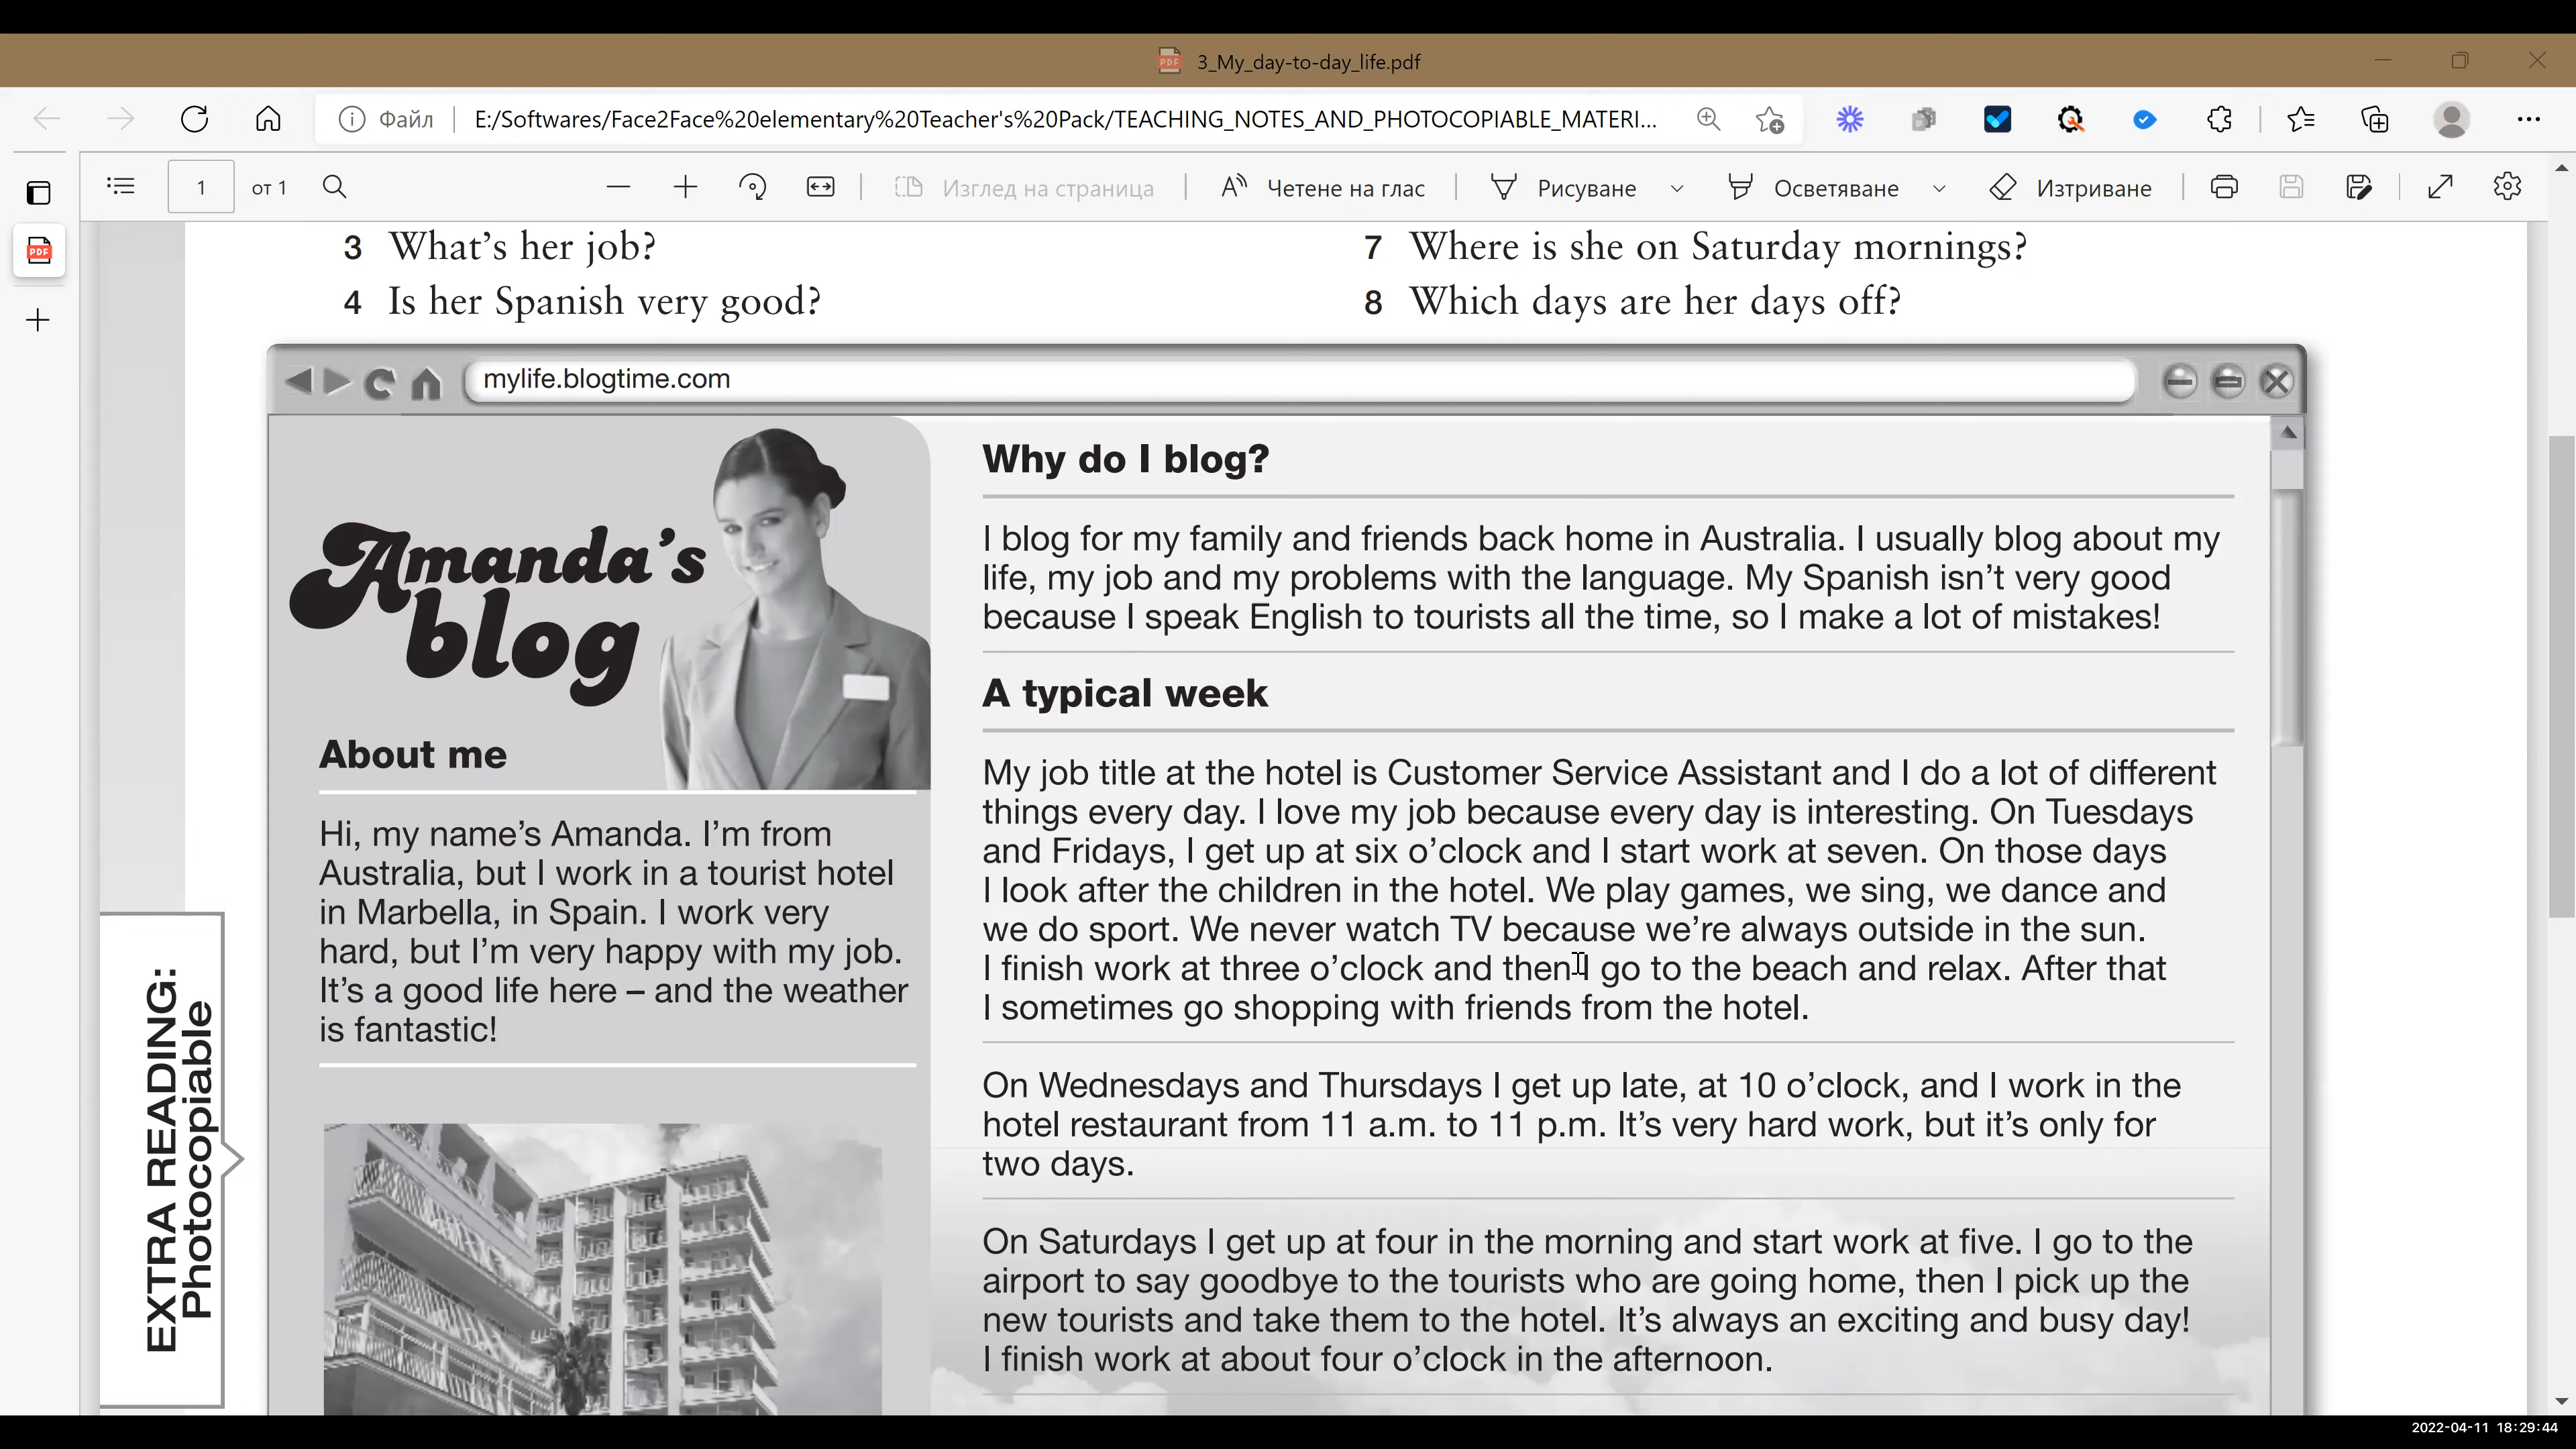 3_My_day-to-day_life.pdf
Файл
E:/Softwares/Face2Face%20elementary%20Teacher's%20Pack/TEACHING_NOTES_AND_PHOTOCOPIABLE_MATERI...
1
от 1
Изглед на страница
Четене на глас
Рисуване
Осветяване
Изтриване
3 What's her job?
4 Is her Spanish very good?
7 Where is she on Saturday mornings?
8 Which days are her days off?
mylife.blogtime.com
Amanda's
blog
About me
Hi, my name's Amanda. I'm from
Australia, but I work in a tourist hotel
in Marbella, in Spain. I work very
hard, but I'm very happy with my job.
It's a good life here – and the weather
is fantastic!
Why do I blog?
I blog for my family and friends back home in Australia. I usually blog about my
life, my job and my problems with the language. My Spanish isn't very good
because I speak English to tourists all the time, so I make a lot of mistakes!
A typical week
My job title at the hotel is Customer Service Assistant and I do a lot of different
things every day. I love my job because every day is interesting. On Tuesdays
and Fridays, I get up at six o'clock and I start work at seven. On those days
I look after the children in the hotel. We play games, we sing, we dance and
we do sport. We never watch TV because we're always outside in the sun.
I finish work at three o'clock and then I go to the beach and relax. After that
I sometimes go shopping with friends from the hotel.
On Wednesdays and Thursdays I get up late, at 10 o'clock, and I work in the
hotel restaurant from 11 a.m. to 11 p.m. It's very hard work, but it's only for
two days.
On Saturdays I get up at four in the morning and start work at five. I go to the
airport to say goodbye to the tourists who are going home, then I pick up the
new tourists and take them to the hotel. It's always an exciting and busy day!
I finish work at about four o'clock in the afternoon.
EXTRA READING:
Photocopiable
2022-04-11 18:29:44